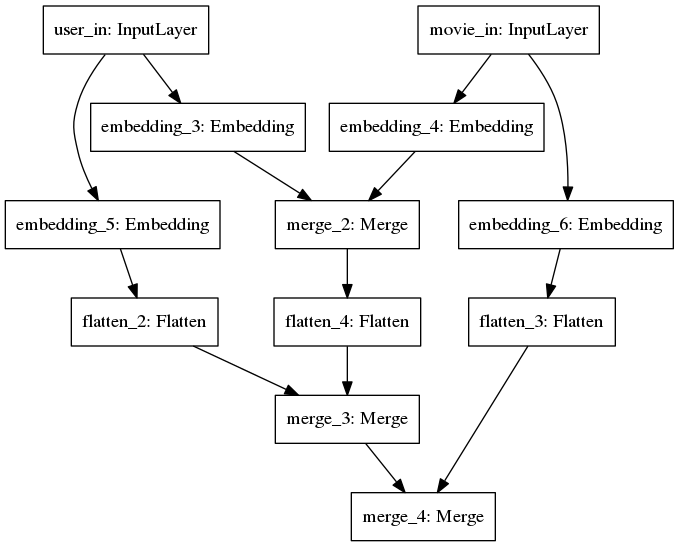 user_in: InputLayer
movie_in: InputLayer
embedding_3: Embedding
embedding_4: Embedding
embedding_5: Embedding
merge_2: Merge
embedding_6: Embedding
flatten_2: Flatten
flatten_4: Flatten
flatten_3: Flatten
merge_3: Merge
merge_4: Merge